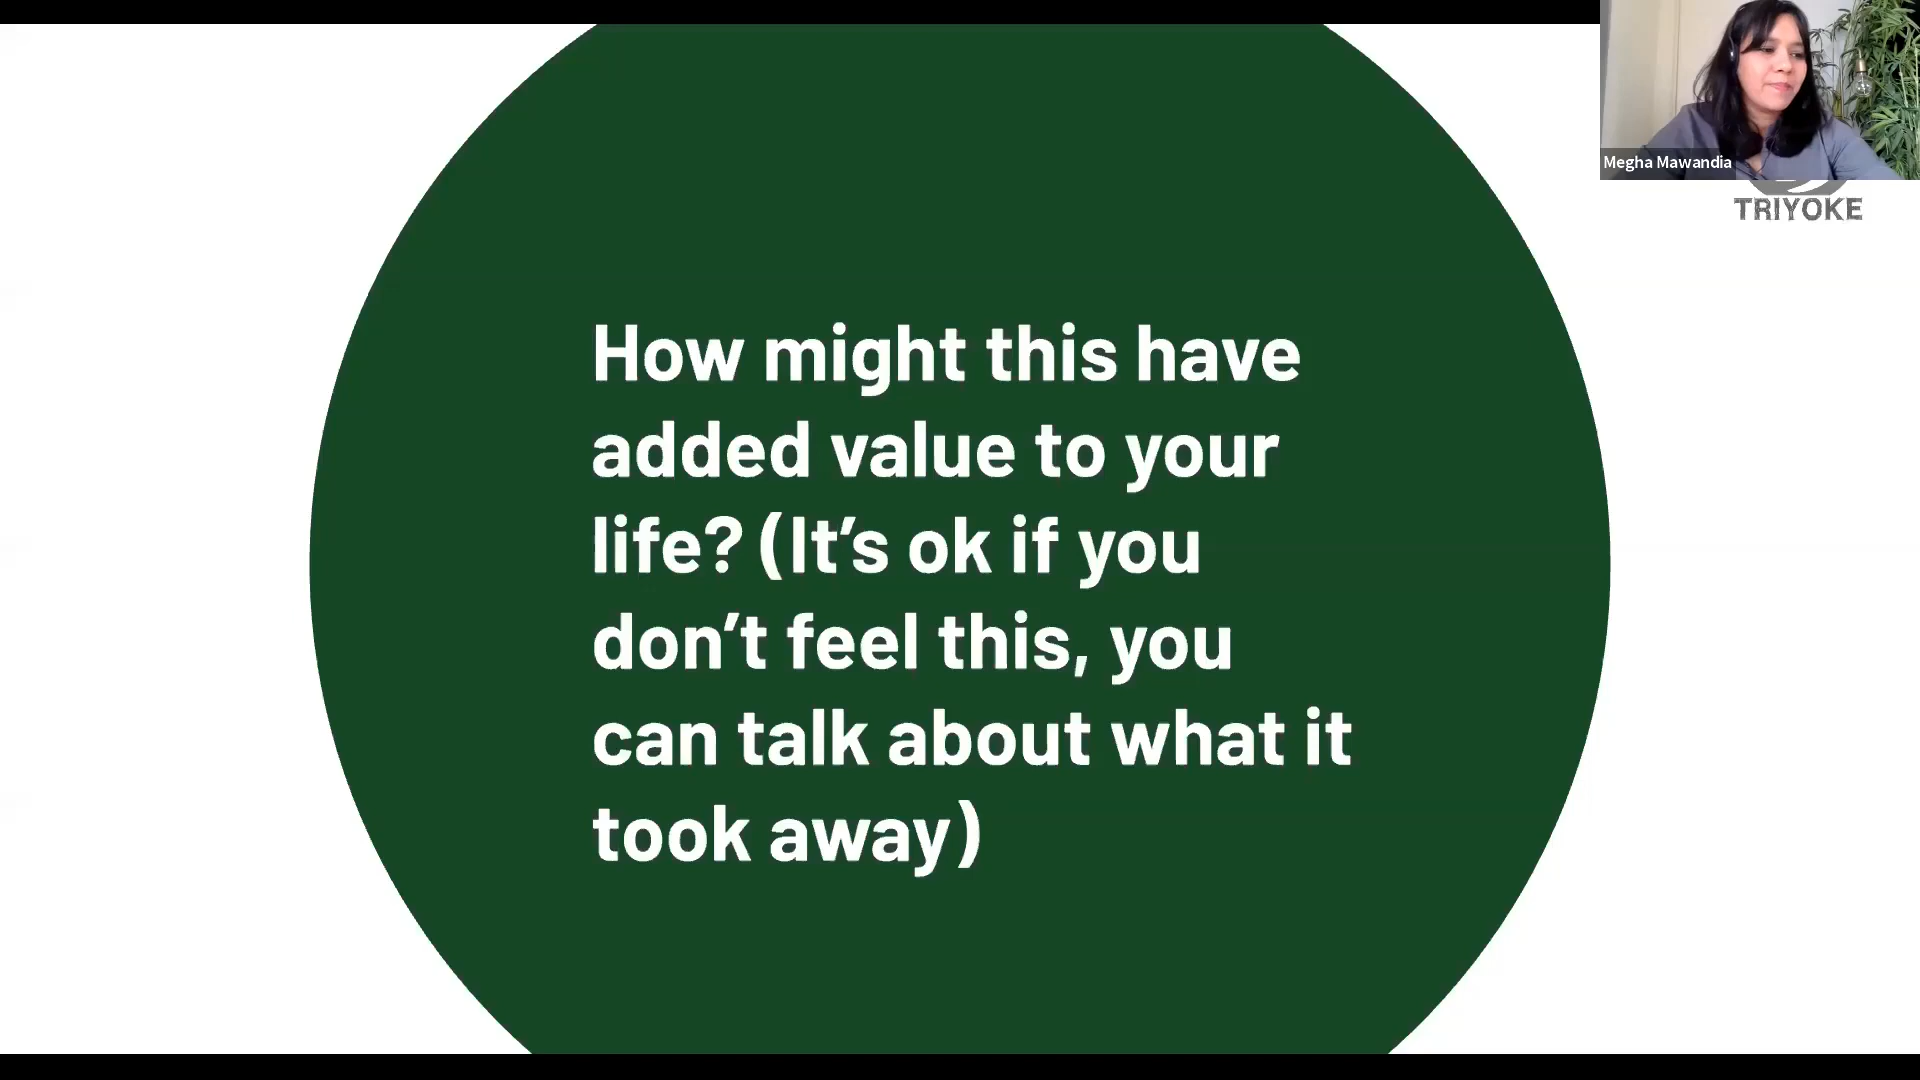 Megha Mawandia
TRIYOKE
How might this have
added value to your
life? (It’s ok if you
don’t feel this, you
can talk about what it
took away)